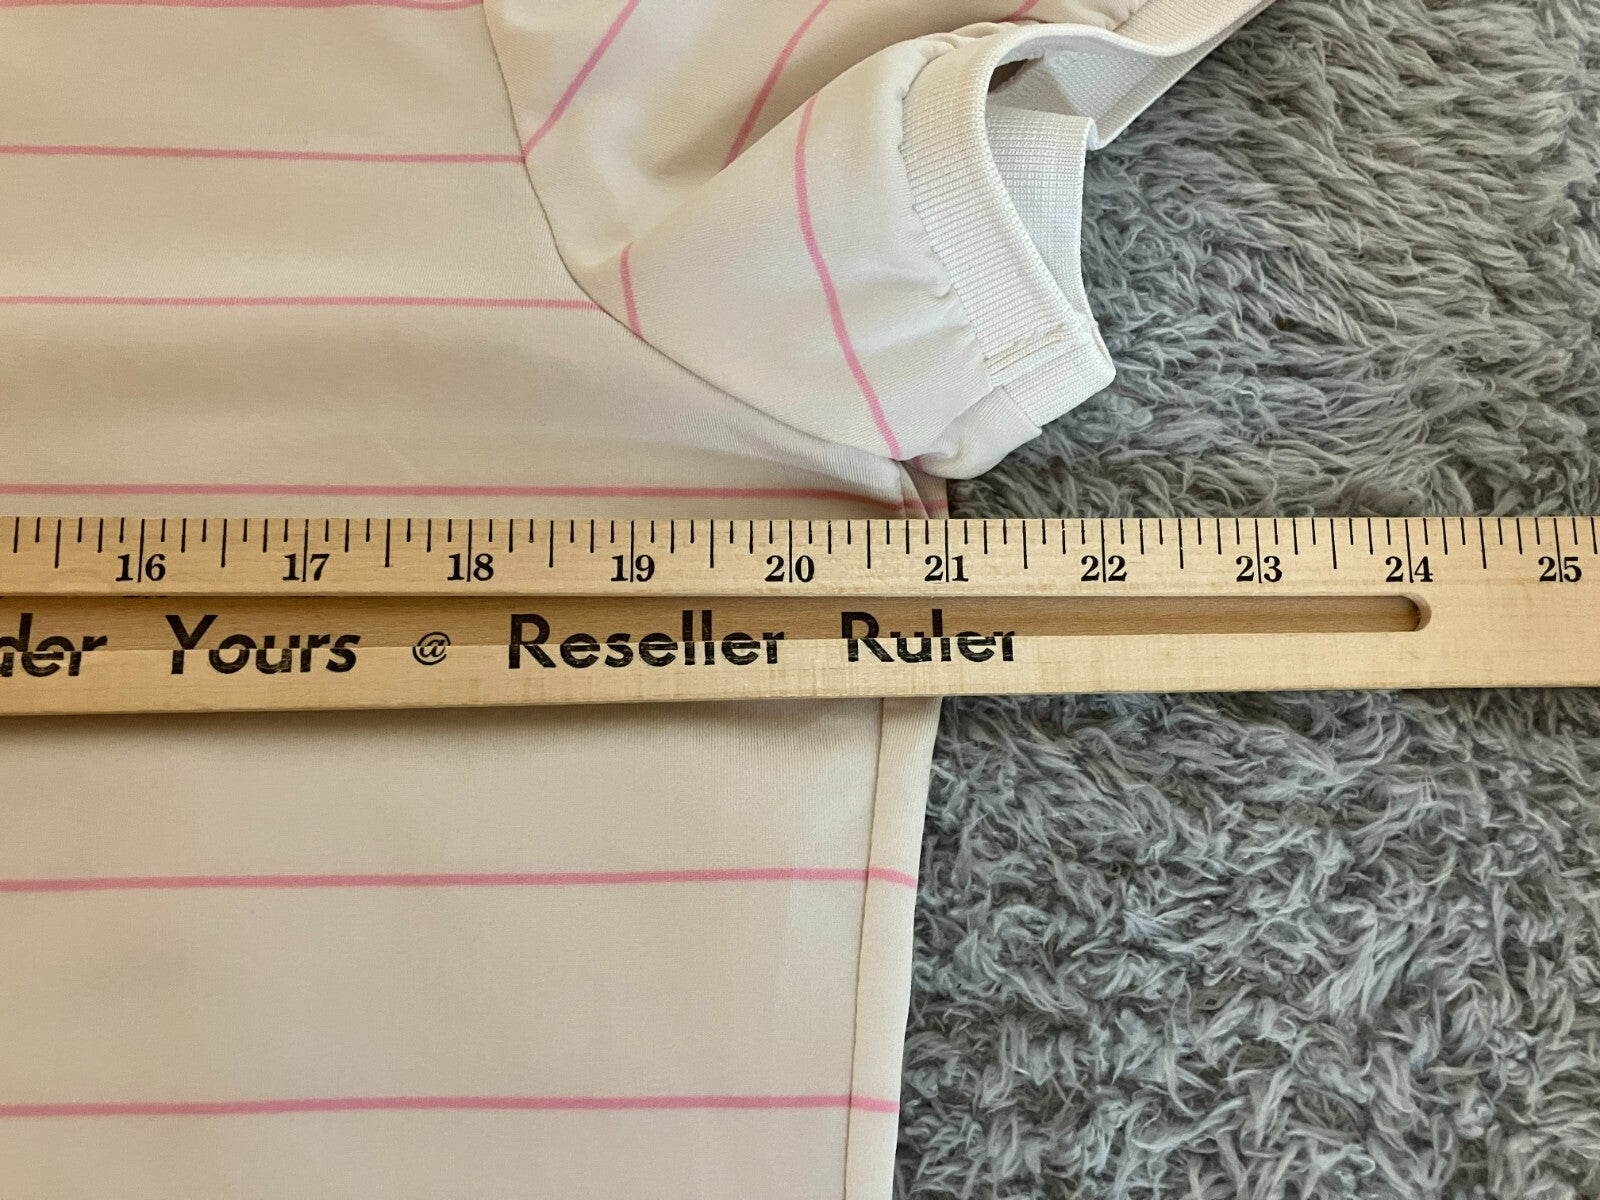 16 17 18 19 20 21 22 23 24 25
der Yours @ Reseller Ruler